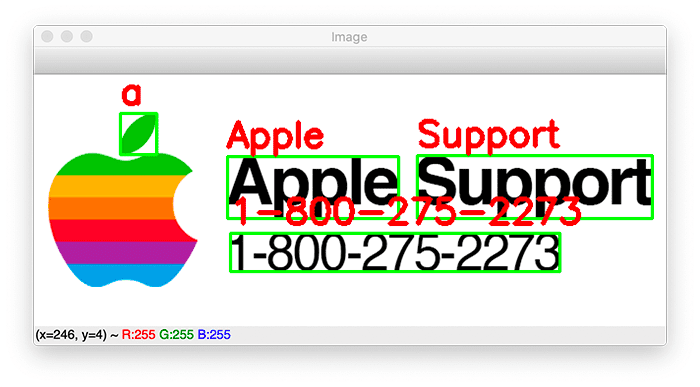 Image
a
Apple Support
Apple Support
1-800-275-2273
1-800-275-2273
(x=246, y=4) ~ R:255 G:255 B:255